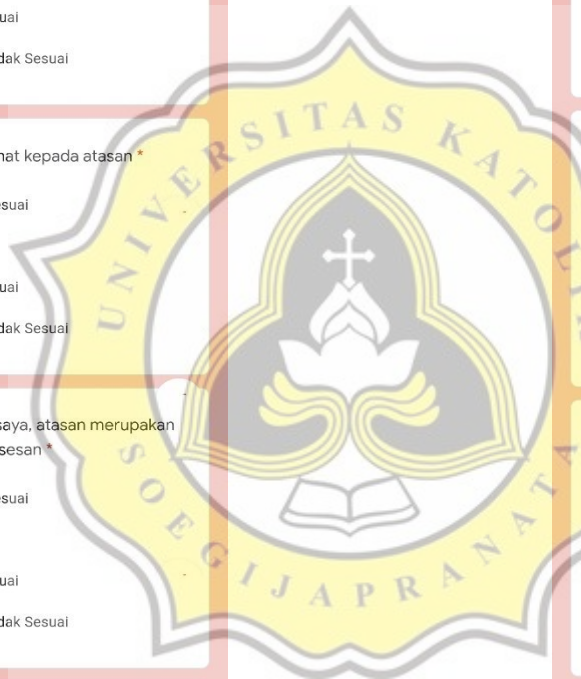 uai
dak Sesuai
nat kepada atasan *
esuai
uai
dak Sesuai
saya, atasan merupakan
sesan *
esuai
uai
dak Sesuai
UNIVERSITAS KATOLIK
SOEGIJAPRANATA